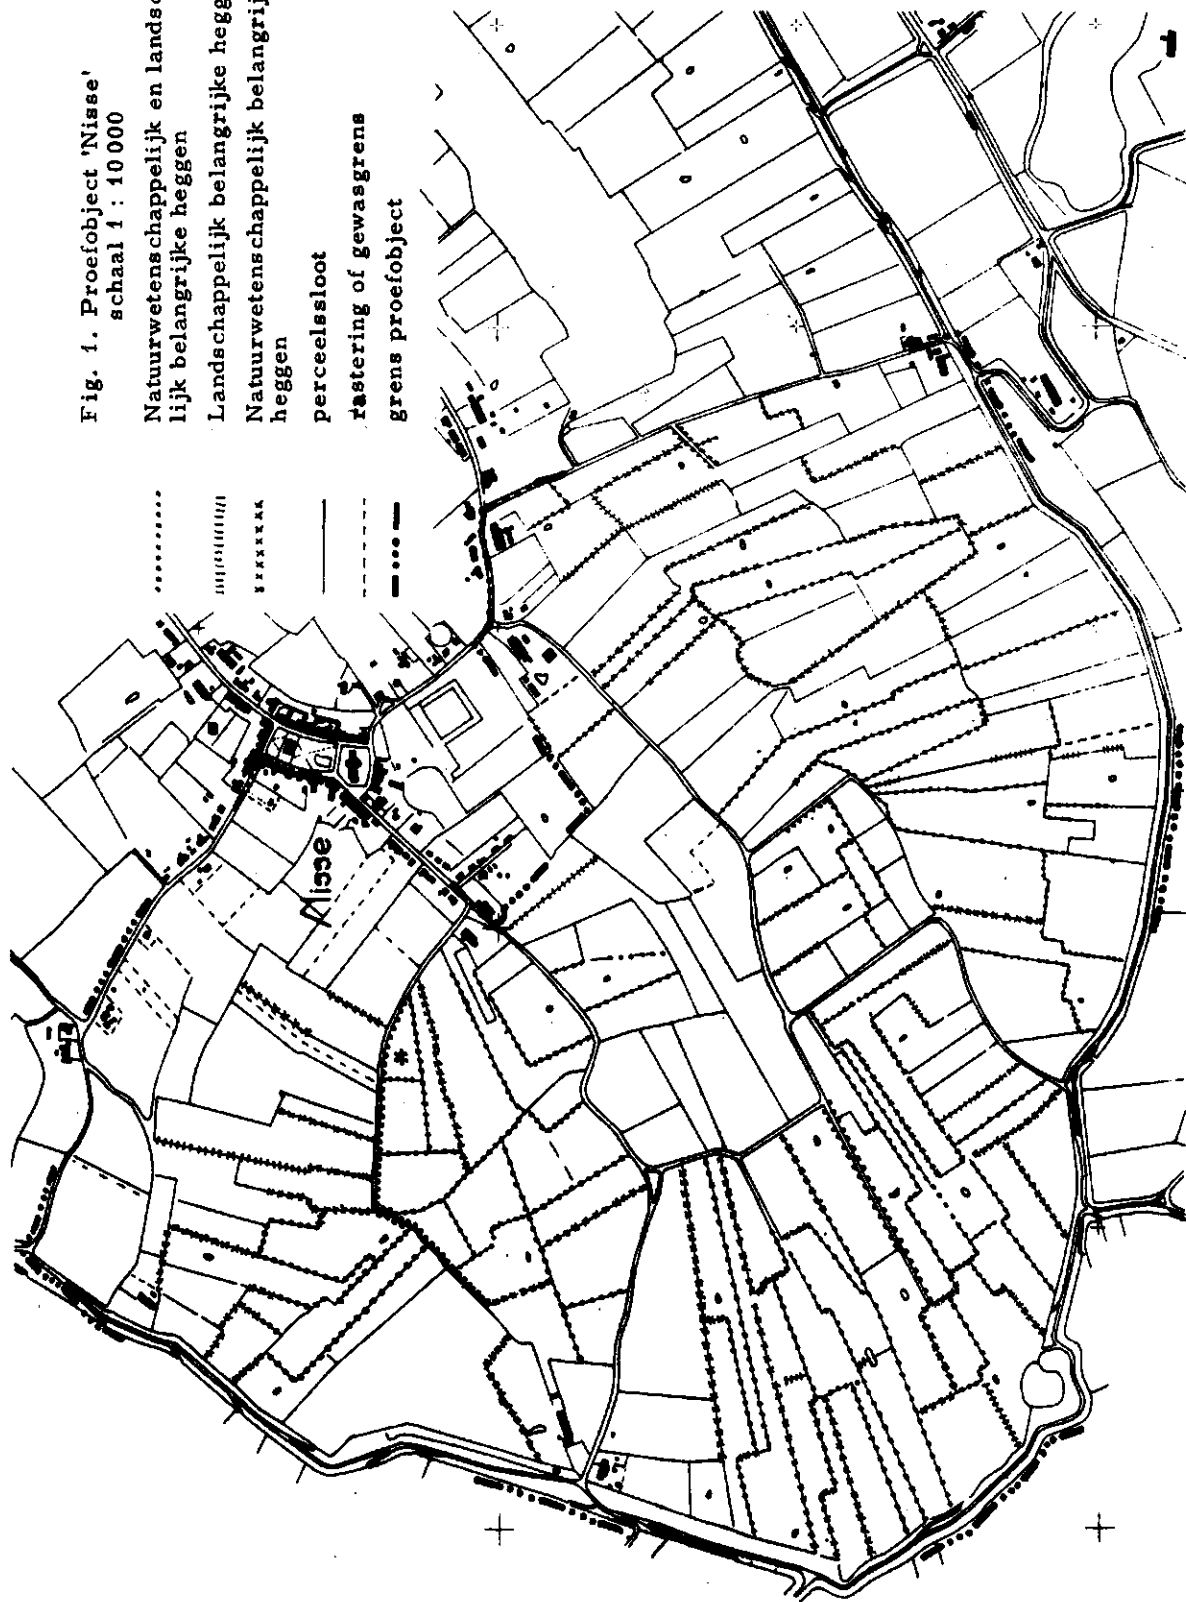 Fig. 1. Proefobject 'Nisse'
schaal 1 : 10 000
Natuurwetenschappelijk en landsc
lijk belangrijke heggen
Landschappelijk belangrijke hegg
Natuurwetenschappelijk belangrij
heggen
perceelssloot
rastering of gewasgrens
grens proefobject
Nisse